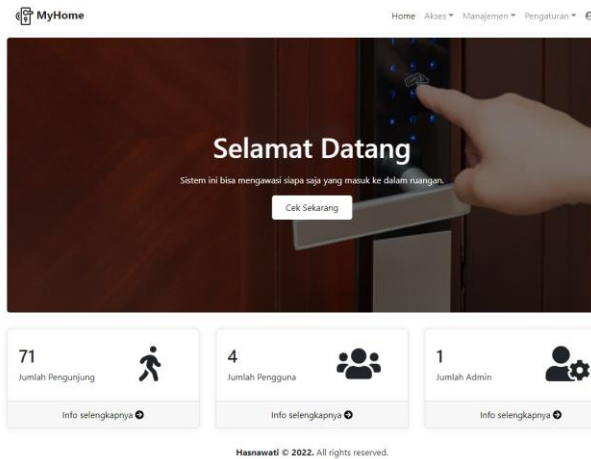 MyHome
Home Akses Manajemen Pengaturan
Selamat Datang
Sistem ini bisa mengawasi siapa saja yang masuk ke dalam ruangan.
Cek Sekarang
71
Jumlah Pengunjung
Info selengkapnya
4
Jumlah Pengguna
Info selengkapnya
1
Jumlah Admin
Info selengkapnya
Hasnawati © 2022. All rights reserved.